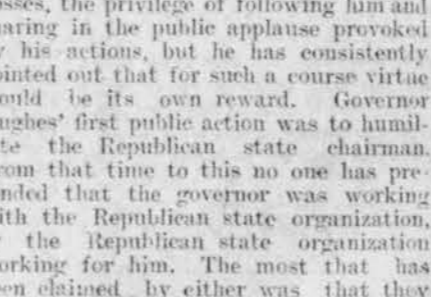 osses, the privilege of following him and
aring in the public applause provoked
y his actions, but he has consistently
ointed out that for such a course virtue
ould be its own reward. Governor
ughes' first public action was to humil-
te the Republican state chairman.
rom that time to this no one has pre-
nded that the governor was working
ith the Republican state organization,
the Republican state organization
orking for him. The most that has
een claimed by either was that they